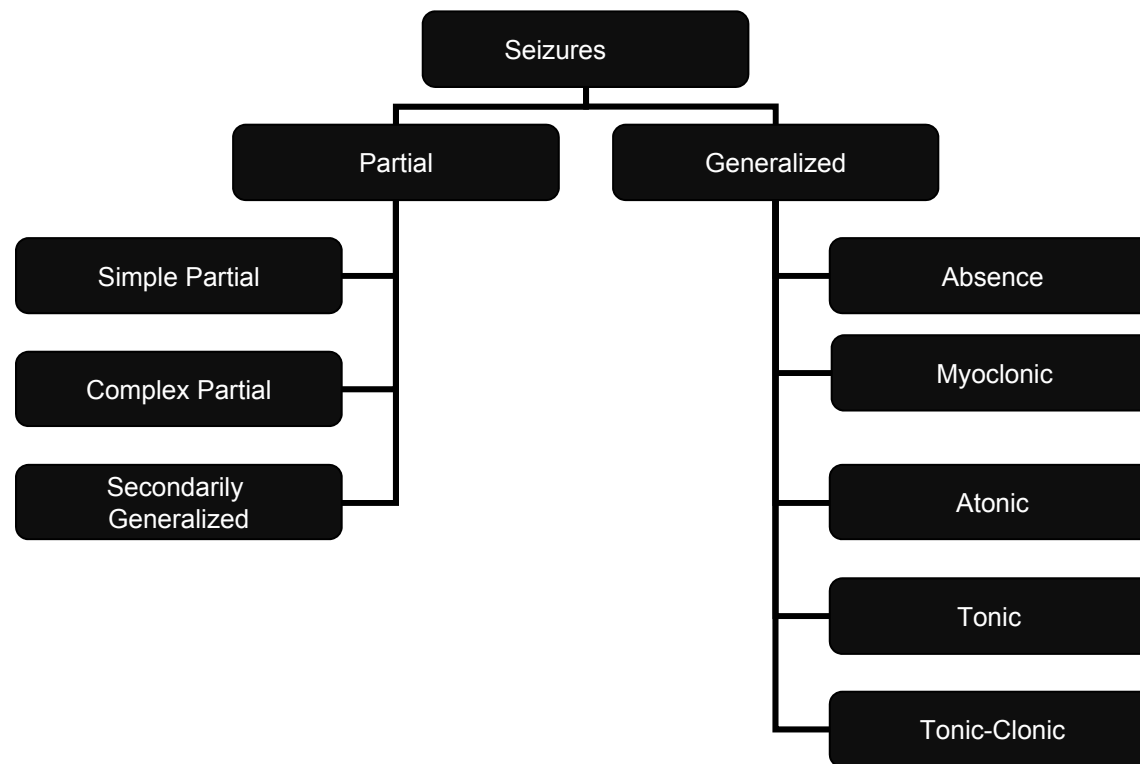 Seizures
Partial
Generalized
Simple Partial
Complex Partial
Secondarily
Generalized
Absence
Myoclonic
Atonic
Tonic
Tonic-Clonic